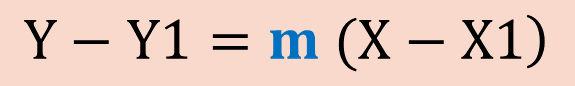 Y − Y1 = m (X − X1)